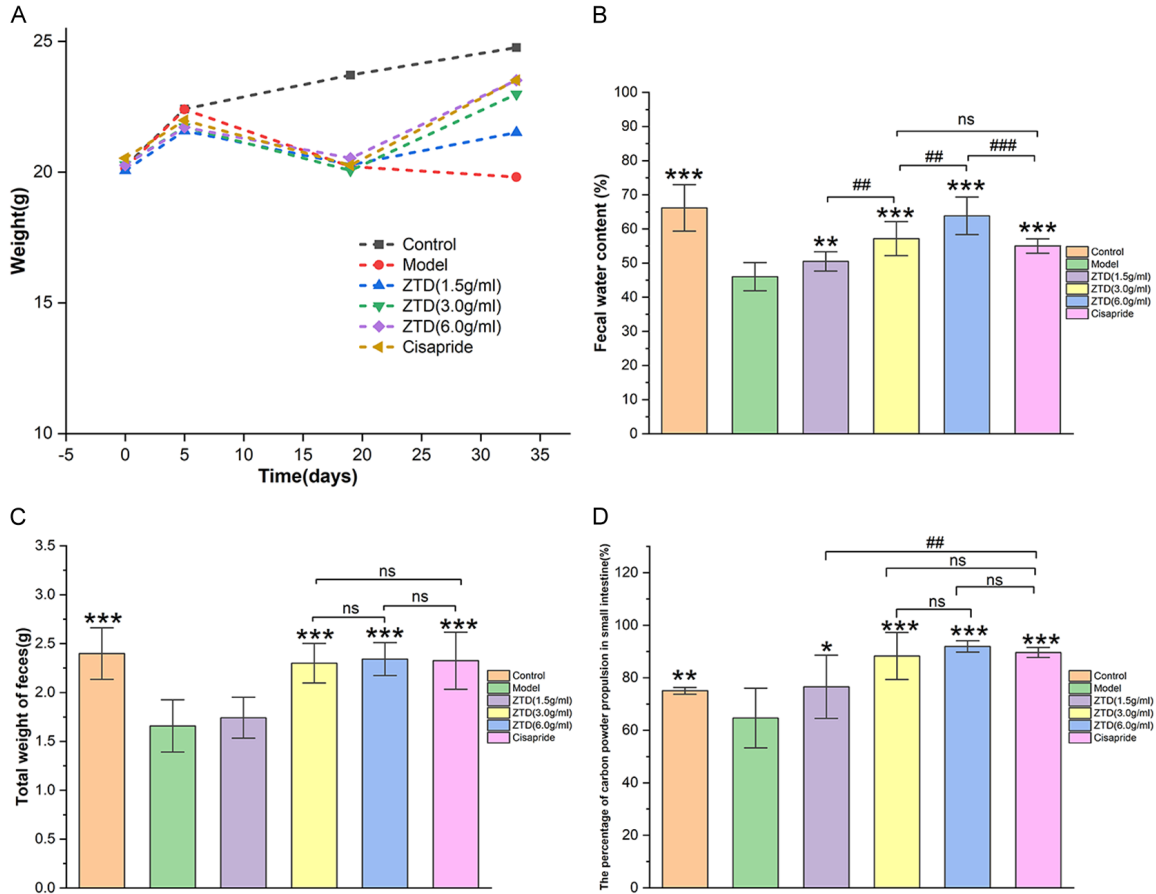 A
25
20
15
10
Weight(g)
-5 0 5 10 15 20 25 30 35
Time(days)
Control
Model
ZTD(1.5g/ml)
ZTD(3.0g/ml)
ZTD(6.0g/ml)
Cisapride
B
100
90
80
70
60
50
40
30
20
10
0
Fecal water content (%)
ns
## ###
##
*** ** *** *** ***
Control
Model
ZTD(1.5g/ml)
ZTD(3.0g/ml)
ZTD(6.0g/ml)
Cisapride
C
3.5
3.0
2.5
2.0
1.5
1.0
0.5
0.0
Total weight of feces(g)
ns
ns ns
*** *** *** ***
Control
Model
ZTD(1.5g/ml)
ZTD(3.0g/ml)
ZTD(6.0g/ml)
Cisapride
D
120
100
80
60
40
20
0
The percentage of carbon powder propulsion in small intestine(%)
##
ns
ns
ns
** * *** *** ***
Control
Model
ZTD(1.5g/ml)
ZTD(3.0g/ml)
ZTD(6.0g/ml)
Cisapride